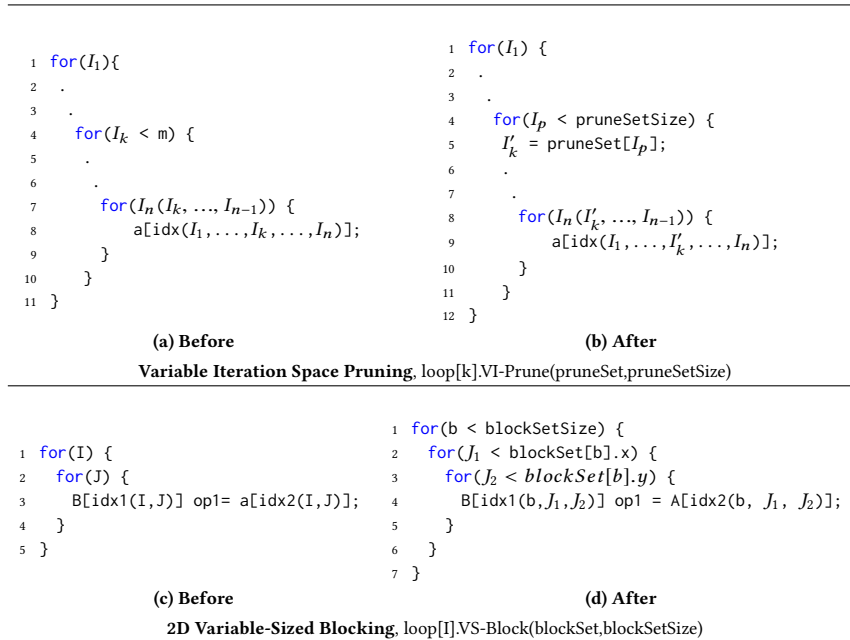 1 for(I₁){
2 .
3 .
4 for(Iₖ < m) {
5 .
6 .
7 for(Iₙ(Iₖ, ..., Iₙ₋₁)) {
8 a[idx(I₁,...,Iₖ,...,Iₙ)];
9 }
10 }
11 }
(a) Before
1 for(I₁) {
2 .
3 .
4 for(Iₚ < pruneSetSize) {
5 I′ₖ = pruneSet[Iₚ];
6 .
7 .
8 for(Iₙ(I′ₖ, ..., Iₙ₋₁)) {
9 a[idx(I₁,...,I′ₖ,...,Iₙ)];
10 }
11 }
12 }
(b) After
Variable Iteration Space Pruning, loop[k].VI-Prune(pruneSet,pruneSetSize)
1 for(I) {
2 for(J) {
3 B[idx1(I,J)] op1= a[idx2(I,J)];
4 }
5 }
(c) Before
1 for(b < blockSetSize) {
2 for(J₁ < blockSet[b].x) {
3 for(J₂ < blockSet[b].y) {
4 B[idx1(b,J₁,J₂)] op1 = A[idx2(b, J₁, J₂)];
5 }
6 }
7 }
(d) After
2D Variable-Sized Blocking, loop[I].VS-Block(blockSet,blockSetSize)